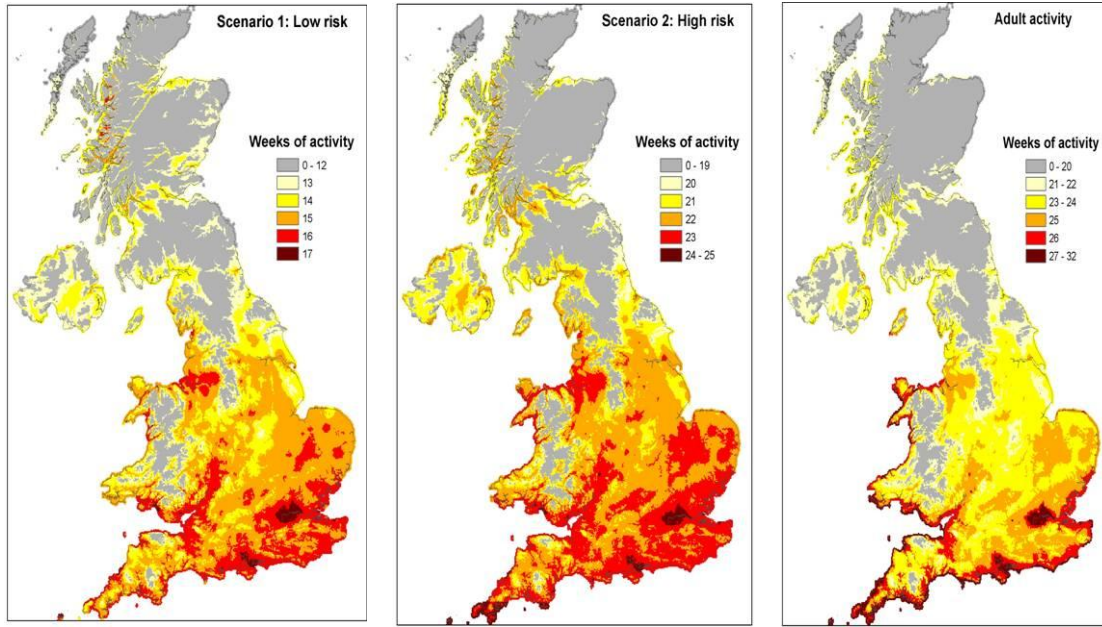 Scenario 1: Low risk
Weeks of activity
0 - 12
13
14
15
16
17
Scenario 2: High risk
Weeks of activity
0 - 19
20
21
22
23
24 - 25
Adult activity
Weeks of activity
0 - 20
21 - 22
23 - 24
25
26
27 - 32